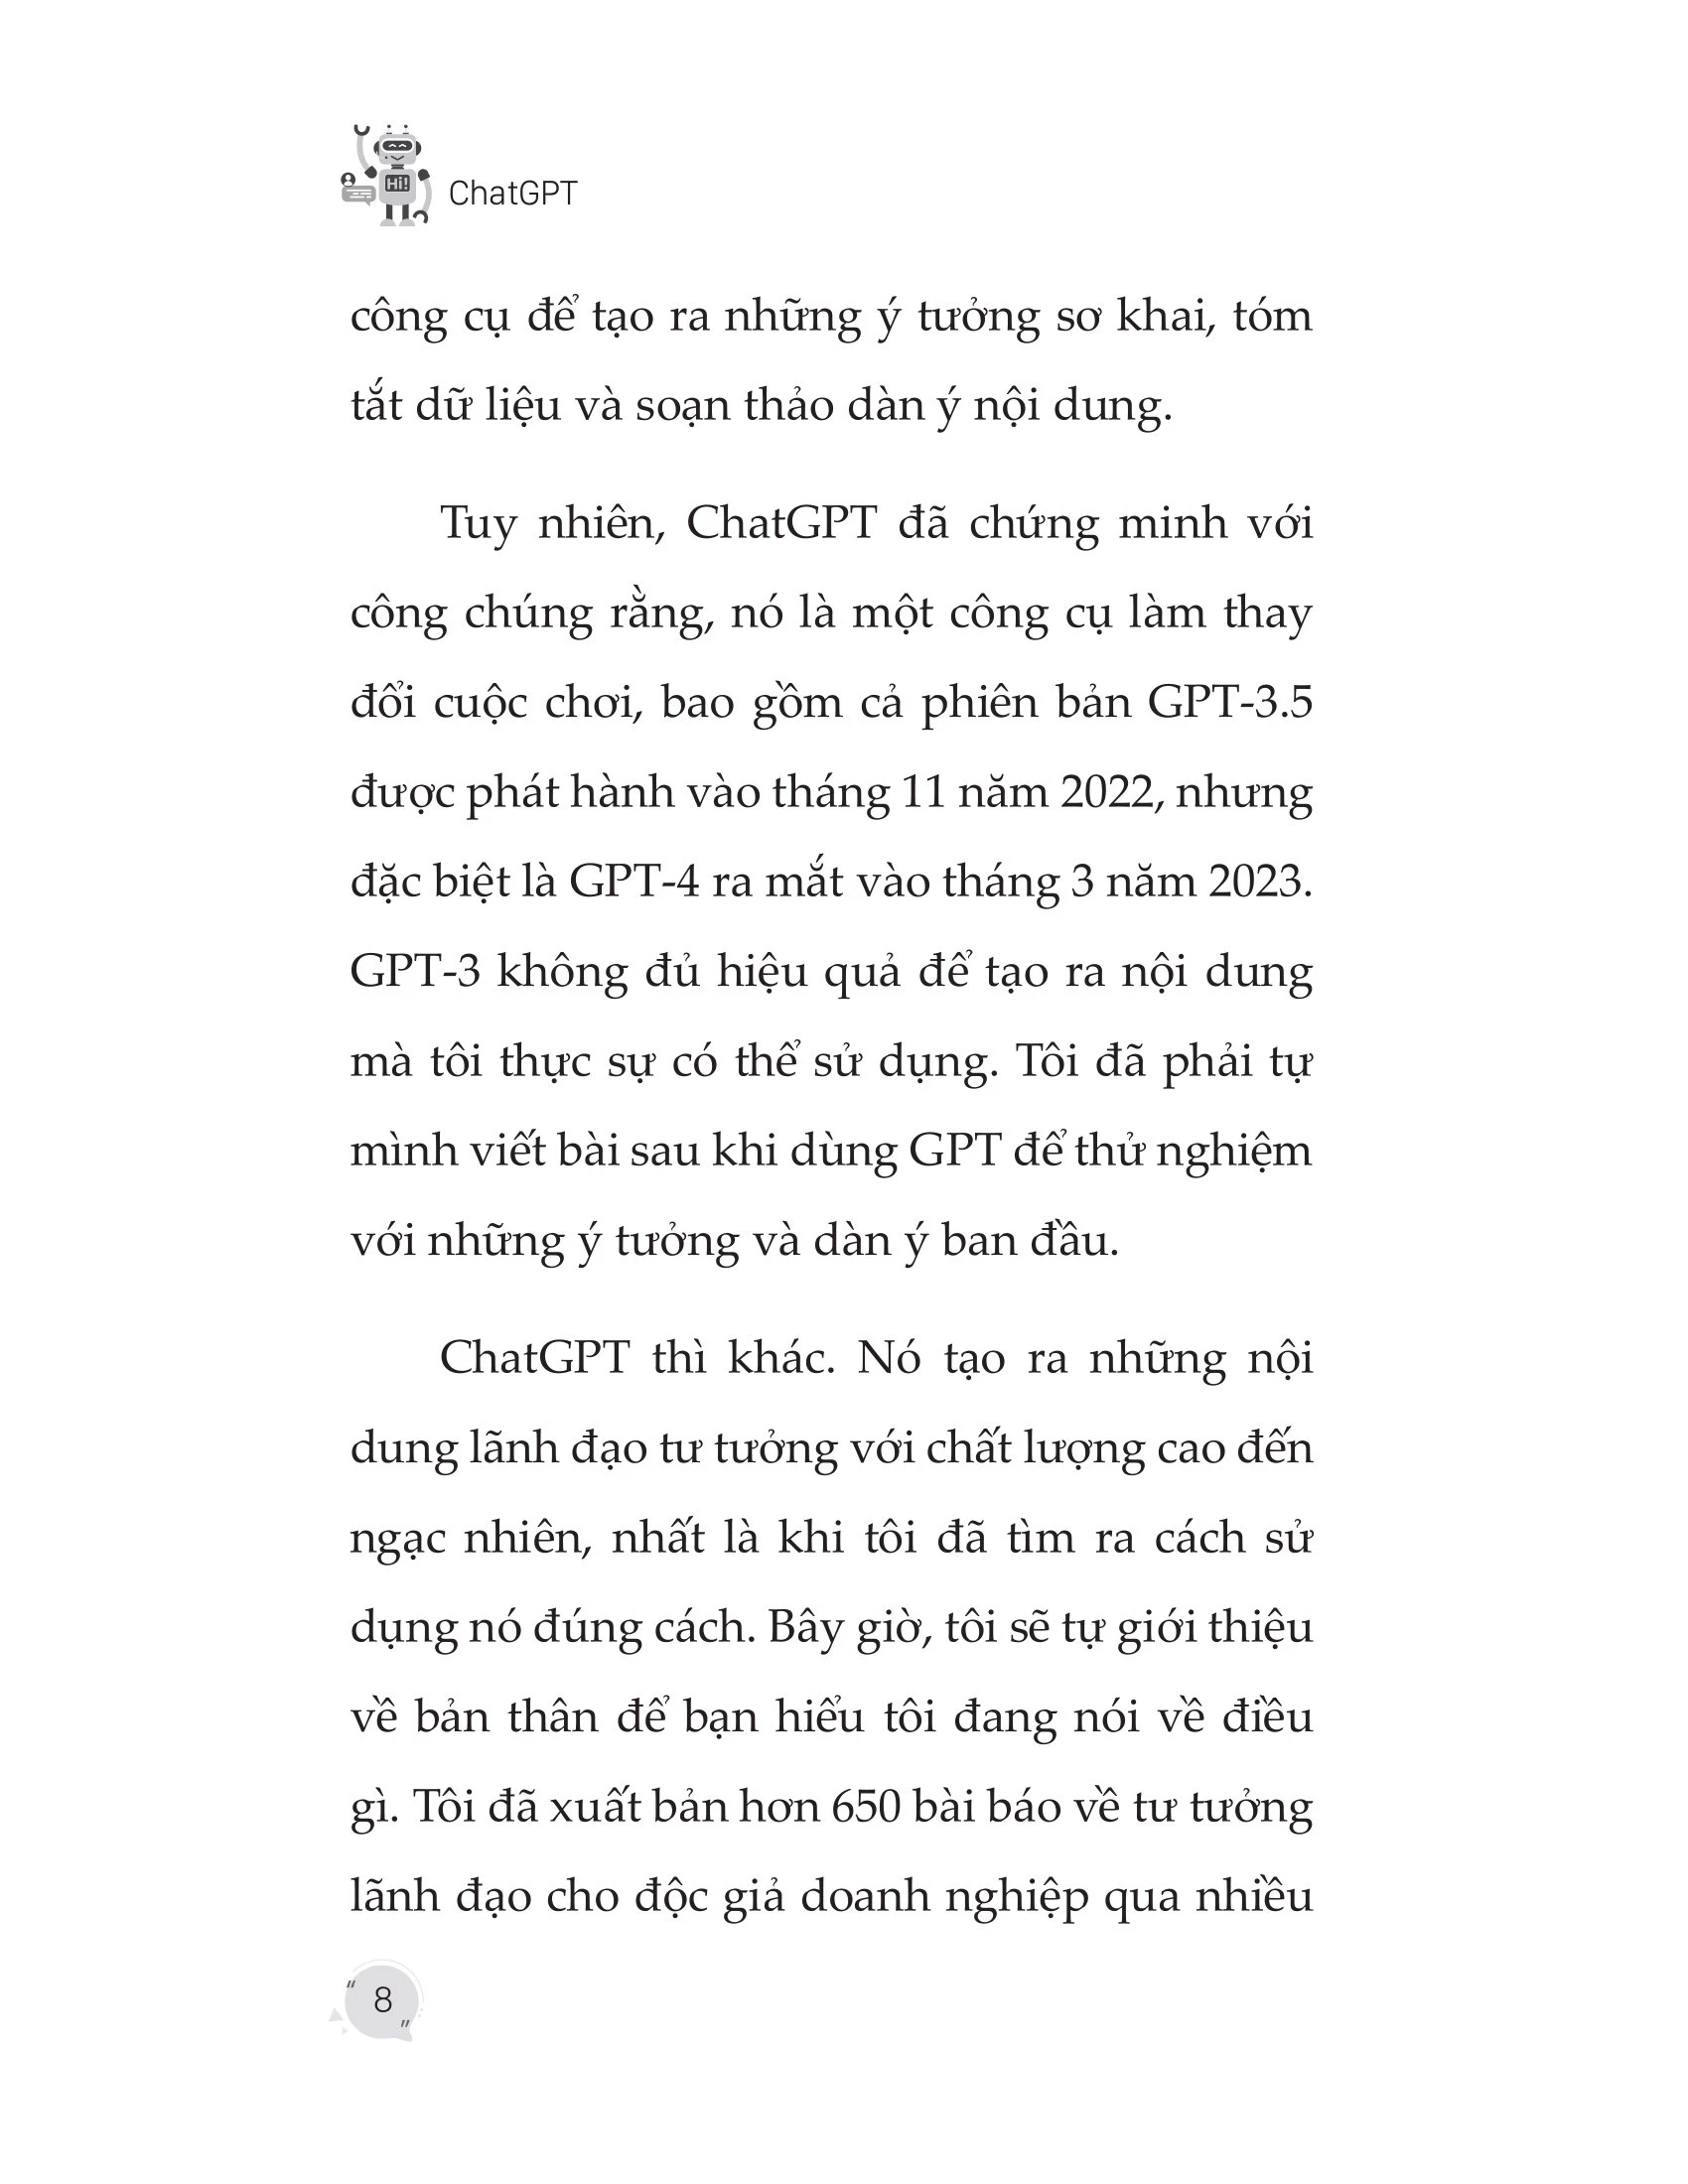 Hi!
ChatGPT
công cụ để tạo ra những ý tưởng sơ khai, tóm
tắt dữ liệu và soạn thảo dàn ý nội dung.
Tuy nhiên, ChatGPT đã chứng minh với
công chúng rằng, nó là một công cụ làm thay
đổi cuộc chơi, bao gồm cả phiên bản GPT-3.5
được phát hành vào tháng 11 năm 2022, nhưng
đặc biệt là GPT-4 ra mắt vào tháng 3 năm 2023.
GPT-3 không đủ hiệu quả để tạo ra nội dung
mà tôi thực sự có thể sử dụng. Tôi đã phải tự
mình viết bài sau khi dùng GPT để thử nghiệm
với những ý tưởng và dàn ý ban đầu.
ChatGPT thì khác. Nó tạo ra những nội
dung lãnh đạo tư tưởng với chất lượng cao đến
ngạc nhiên, nhất là khi tôi đã tìm ra cách sử
dụng nó đúng cách. Bây giờ, tôi sẽ tự giới thiệu
về bản thân để bạn hiểu tôi đang nói về điều
gì. Tôi đã xuất bản hơn 650 bài báo về tư tưởng
lãnh đạo cho độc giả doanh nghiệp qua nhiều
" 8 "